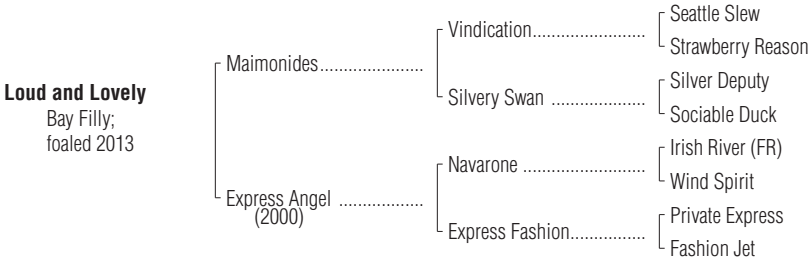 Loud and Lovely
Bay Filly;
foaled 2013
Maimonides......................
Express Angel .................
(2000)
Vindication........................
Silvery Swan ....................
Navarone ..........................
Express Fashion................
Seattle Slew
Strawberry Reason
Silver Deputy
Sociable Duck
Irish River (FR)
Wind Spirit
Private Express
Fashion Jet